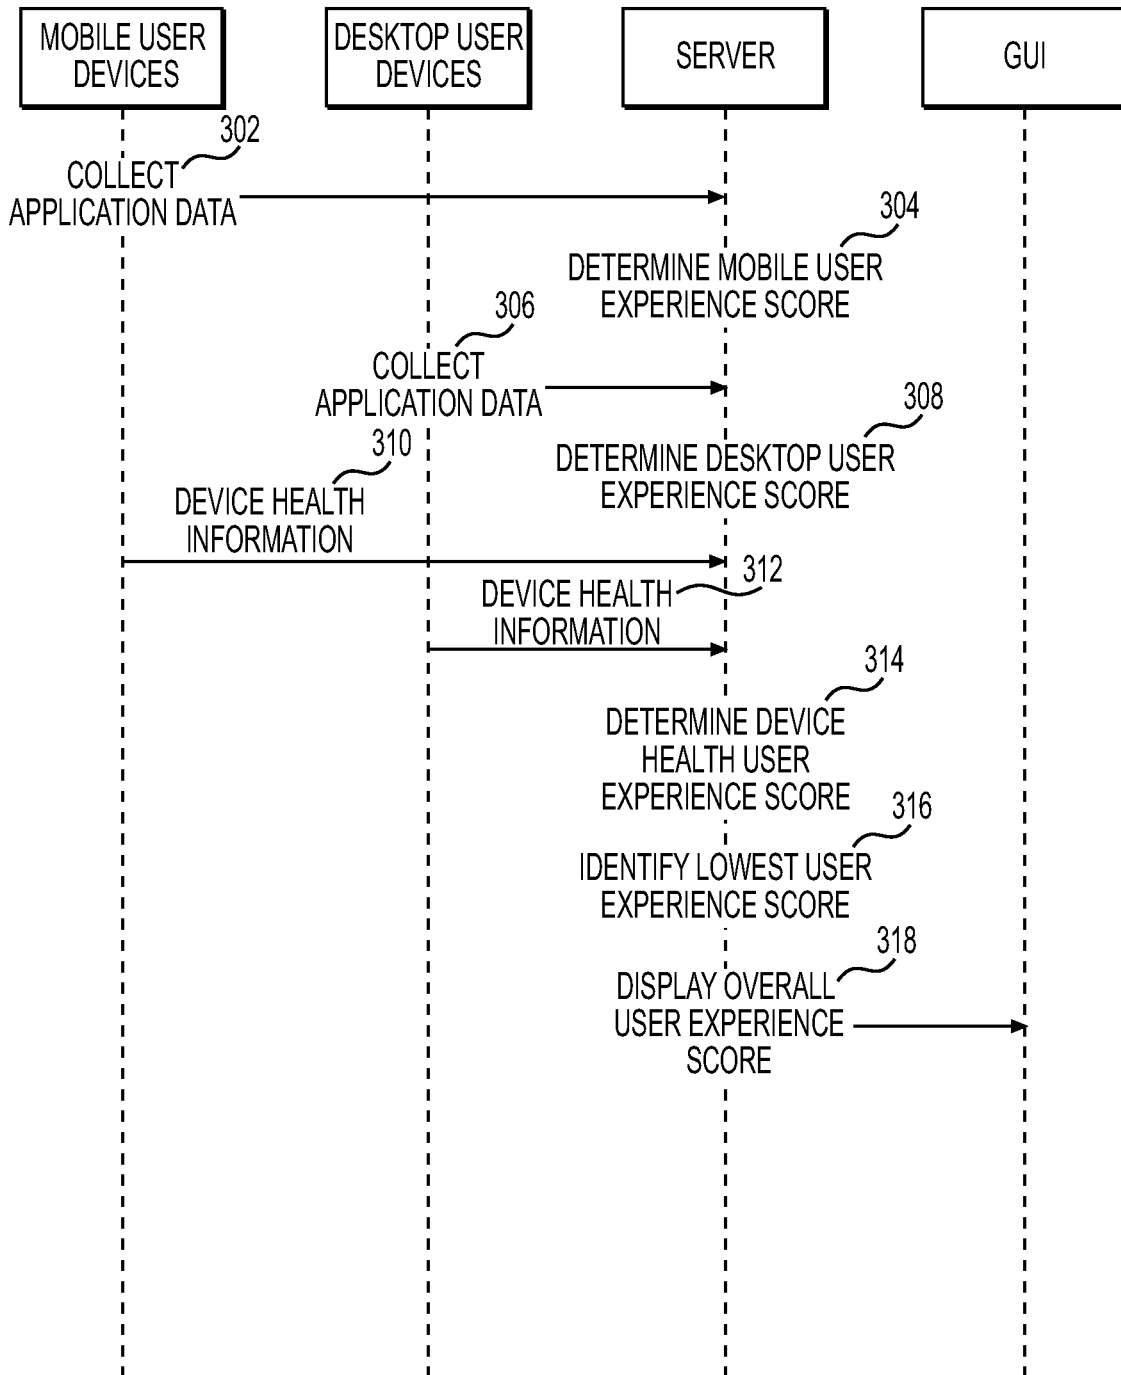 MOBILE USER
DEVICES
DESKTOP USER
DEVICES
SERVER
GUI
302
COLLECT
APPLICATION DATA
304
DETERMINE MOBILE USER
EXPERIENCE SCORE
306
COLLECT
APPLICATION DATA
308
DETERMINE DESKTOP USER
EXPERIENCE SCORE
310
DEVICE HEALTH
INFORMATION
312
DEVICE HEALTH
INFORMATION
314
DETERMINE DEVICE
HEALTH USER
EXPERIENCE SCORE
316
IDENTIFY LOWEST USER
EXPERIENCE SCORE
318
DISPLAY OVERALL
USER EXPERIENCE
SCORE